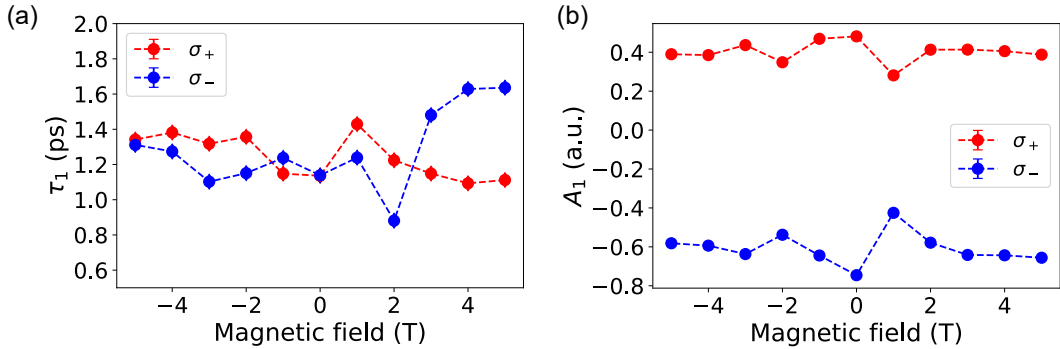 (a)
2.0
1.8
1.6
1.4
1.2
1.0
0.8
0.6
τ₁ (ps)
σ₊
σ₋
−4 −2 0 2 4
Magnetic field (T)
(b)
0.4
0.2
0.0
−0.2
−0.4
−0.6
−0.8
A₁ (a.u.)
σ₊
σ₋
−4 −2 0 2 4
Magnetic field (T)